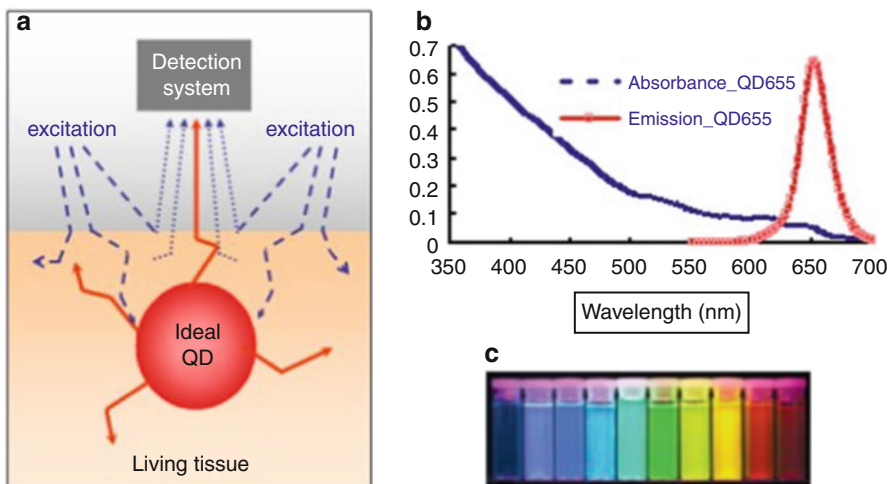 a
Detection
system
excitation
excitation
Ideal
QD
Living tissue
b
0.7
0.6
0.5
0.4
0.3
0.2
0.1
0
Absorbance_QD655
Emission_QD655
350 400 450 500 550 600 650 700
Wavelength (nm)
c